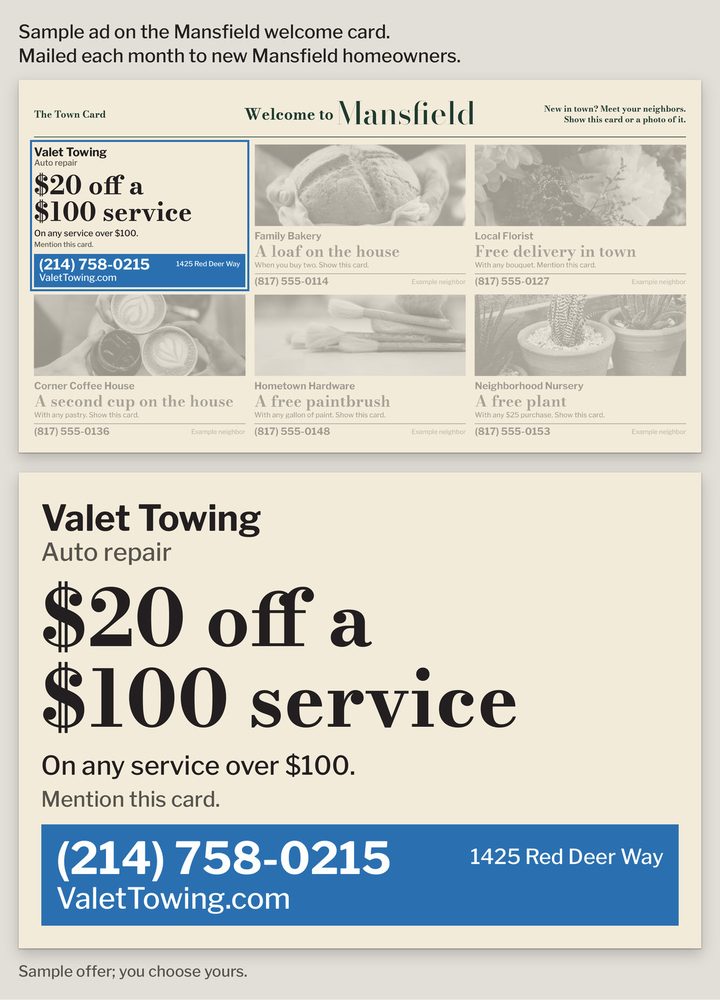 Sample ad on the Mansfield welcome card.
Mailed each month to new Mansfield homeowners.
The Town Card
Welcome to Mansfield
New in town? Meet your neighbors.
Show this card or a photo of it.
Valet Towing
Auto repair
$20 off a
$100 service
On any service over $100.
Mention this card.
(214) 758-0215
1425 Red Deer Way
ValetTowing.com
Family Bakery
A loaf on the house
When you buy two. Show this card.
(817) 555-0114
Example neighbor
Local Florist
Free delivery in town
With any bouquet. Mention this card.
(817) 555-0127
Example neighbor
Corner Coffee House
A second cup on the house
With any pastry. Show this card.
(817) 555-0136
Example neighbor
Hometown Hardware
A free paintbrush
With any gallon of paint. Show this card.
(817) 555-0148
Example neighbor
Neighborhood Nursery
A free plant
With any $25 purchase. Show this card.
(817) 555-0153
Example neighbor
Valet Towing
Auto repair
$20 off a
$100 service
On any service over $100.
Mention this card.
(214) 758-0215
1425 Red Deer Way
ValetTowing.com
Sample offer; you choose yours.